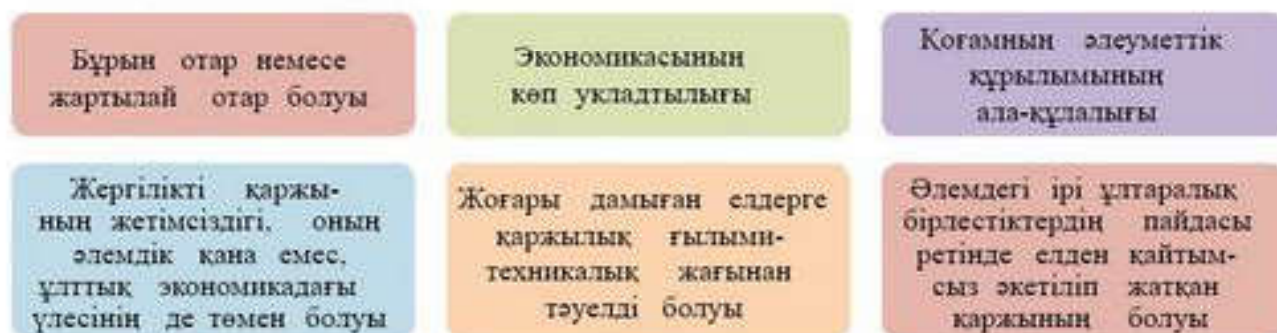 Бұрын отар немесе
жартылай отар болуы
Экономикасының
көп укладтылығы
Қоғамның әлеуметтік
құрылымының
ала-құлалығы
Жергілікті қаржы-
ның жетімсіздігі, оның
әлемдік қана емес,
ұлттық экономикадағы
үлесінің де төмен болуы
Жоғары дамыған елдерге
қаржылық ғылыми-
техникалық жағынан
тәуелді болуы
Әлемдегі ірі ұлтаралық
бірлестіктердің пайдасы
ретінде елден қайтым-
сыз әкетіліп жатқан
қаржының болуы